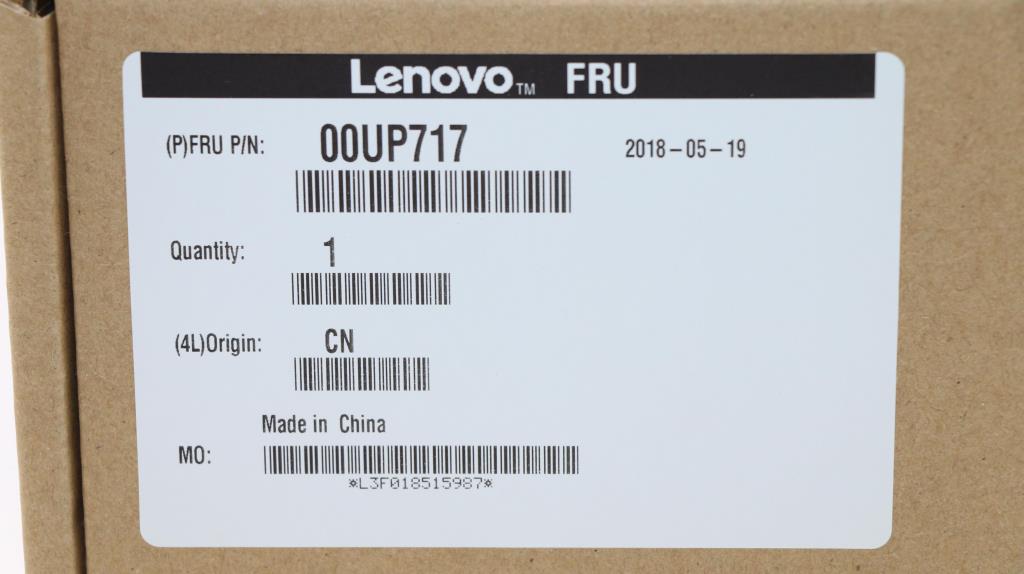 Lenovo™ FRU
(P)FRU P/N: 00UP717 2018-05-19
Quantity: 1
(4L)Origin: CN
Made in China
MO:
*L3F018515987*